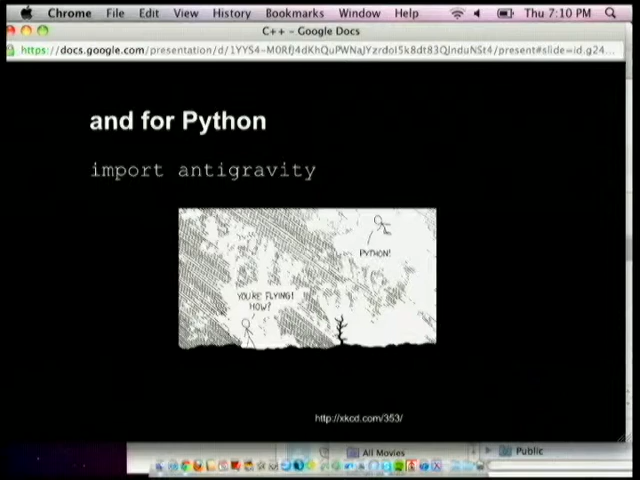 Chrome File Edit View History Bookmarks Window Help Thu 7:10 PM
C++ - Google Docs
and for Python
import antigravity
PYTHON!
YOU'RE FLYING!
HOW?
http://xkcd.com/353/
All Movies
Public